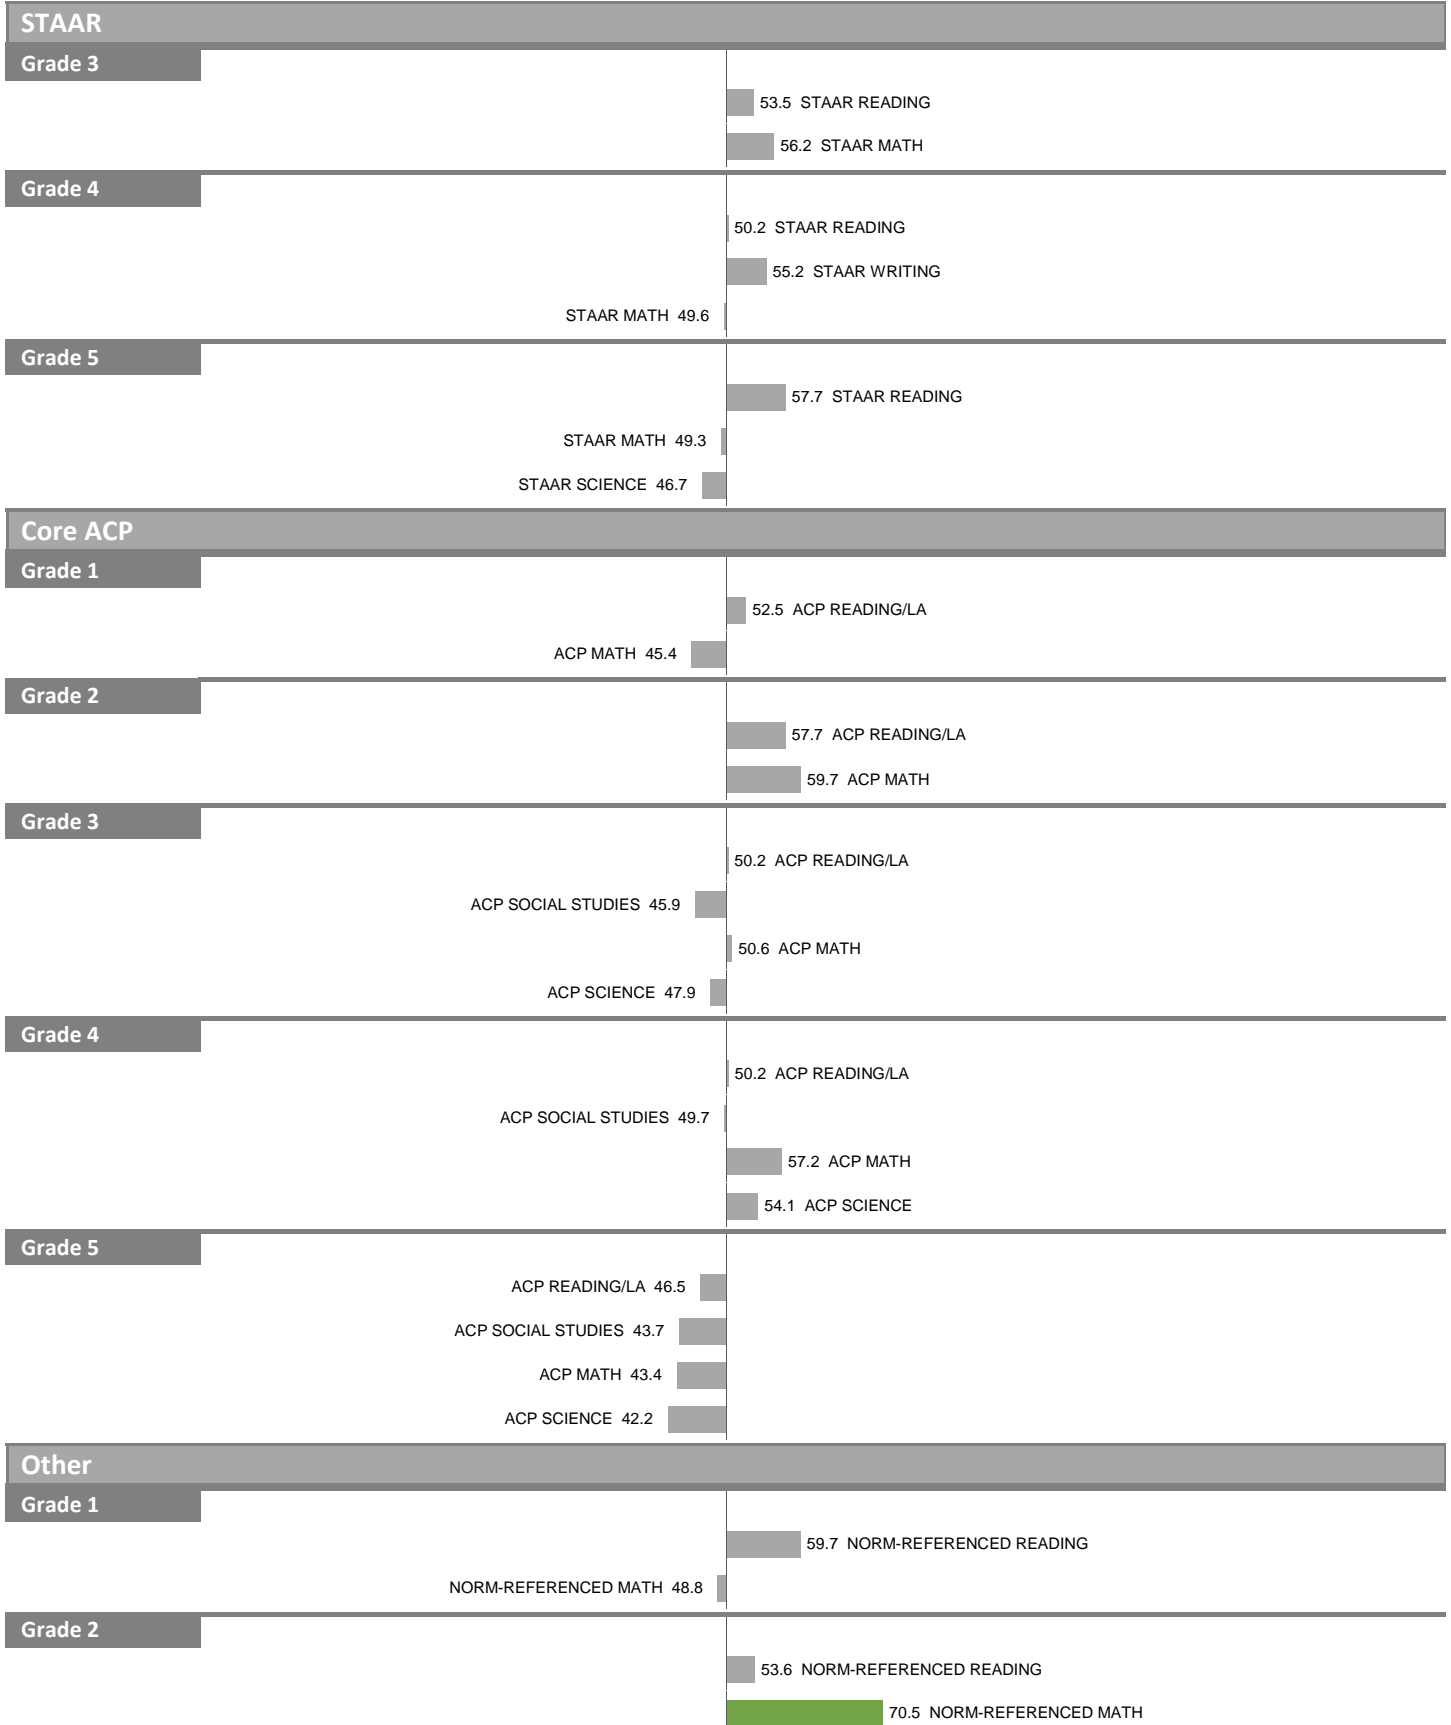 STAAR
Grade 3
53.5 STAAR READING
56.2 STAAR MATH
Grade 4
50.2 STAAR READING
55.2 STAAR WRITING
STAAR MATH 49.6
Grade 5
57.7 STAAR READING
STAAR MATH 49.3
STAAR SCIENCE 46.7
Core ACP
Grade 1
52.5 ACP READING/LA
ACP MATH 45.4
Grade 2
57.7 ACP READING/LA
59.7 ACP MATH
Grade 3
50.2 ACP READING/LA
ACP SOCIAL STUDIES 45.9
50.6 ACP MATH
ACP SCIENCE 47.9
Grade 4
50.2 ACP READING/LA
ACP SOCIAL STUDIES 49.7
57.2 ACP MATH
54.1 ACP SCIENCE
Grade 5
ACP READING/LA 46.5
ACP SOCIAL STUDIES 43.7
ACP MATH 43.4
ACP SCIENCE 42.2
Other
Grade 1
59.7 NORM-REFERENCED READING
NORM-REFERENCED MATH 48.8
Grade 2
53.6 NORM-REFERENCED READING
70.5 NORM-REFERENCED MATH